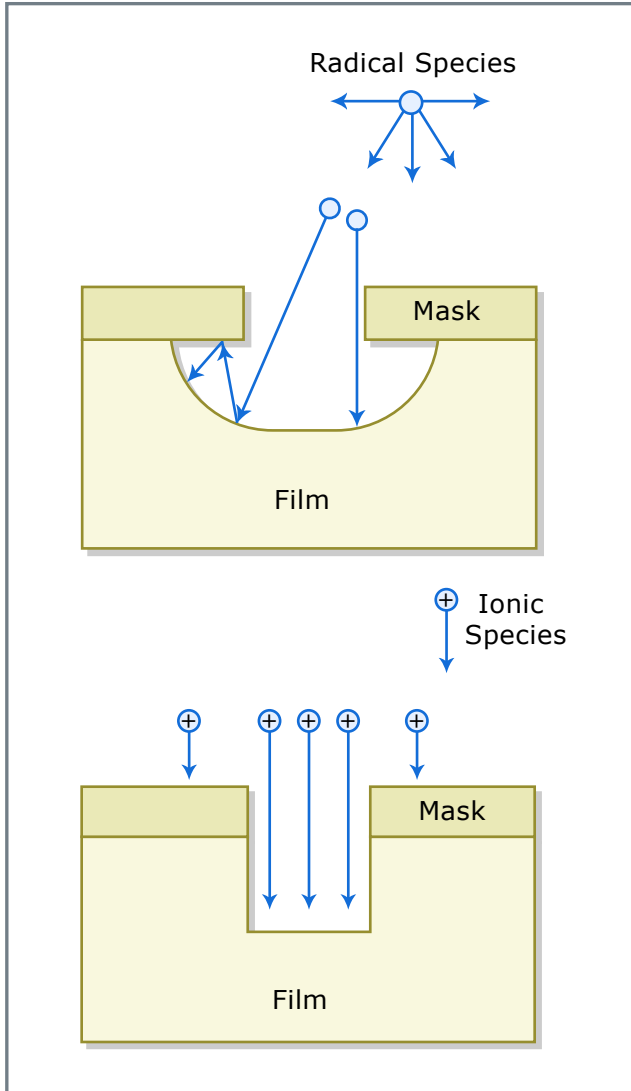 Radical Species
Mask
Film
+ Ionic
Species
+ + + + +
Mask
Film